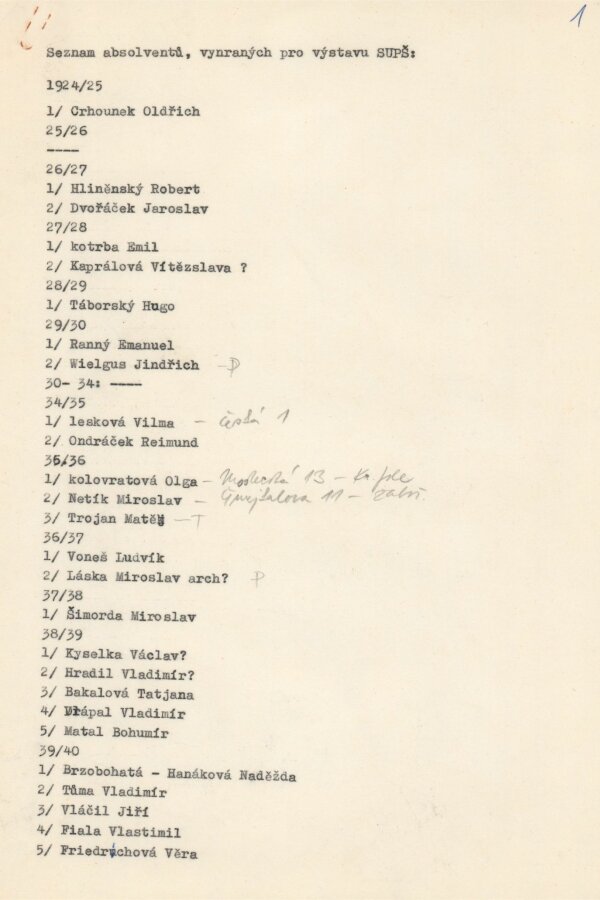 1
Seznam absolventů, vynraných pro výstavu SUPŠ:
1924/25
1/ Crhounek Oldřich
25/26
----
26/27
1/ Hliněnský Robert
2/ Dvořáček Jaroslav
27/28
1/ kotrba Emil
2/ Kaprálová Vítězslava ?
28/29
1/ Táborský Hugo
29/30
1/ Ranný Emanuel
2/ Wielgus Jindřich - P
30- 34: ----
34/35
1/ lesková Vilma - česká 1
2/ Ondráček Reimund
35/36
1/ kolovratová Olga - 13 -
2/ Netík Miroslav - 11 -
3/ Trojan Matěj - T
36/37
1/ Voneš Ludvík
2/ Láska Miroslav arch? P
37/38
1/ Šimorda Miroslav
38/39
1/ Kyselka Václav?
2/ Hradil Vladimír?
3/ Bakalová Tatjana
4/ Drápal Vladimír
5/ Matal Bohumír
39/40
1/ Brzobohatá - Hanáková Naděžda
2/ Tůma Vladimír
3/ Vláčil Jiří
4/ Fiala Vlastimil
5/ Friedrichová Věra